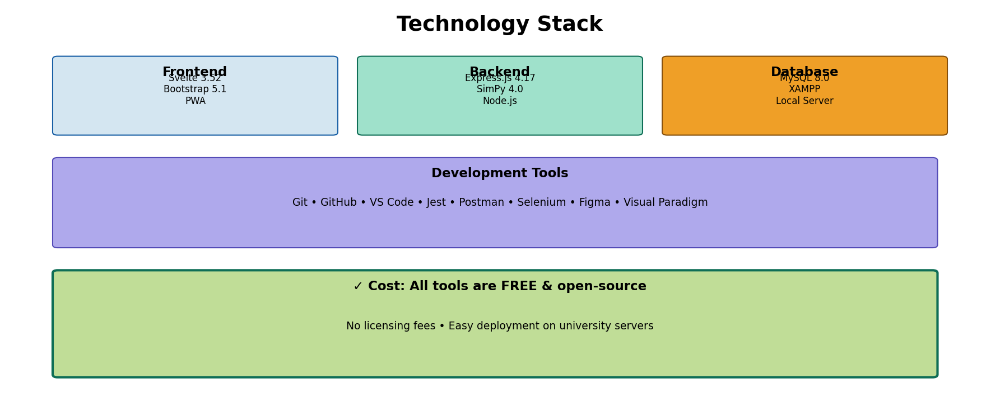 Technology Stack
Frontend
Svelte 3.52
Bootstrap 5.1
PWA
Backend
Express.js 4.17
SimPy 4.0
Node.js
Database
MySQL 8.0
XAMPP
Local Server
Development Tools
Git • GitHub • VS Code • Jest • Postman • Selenium • Figma • Visual Paradigm
✓ Cost: All tools are FREE & open-source
No licensing fees • Easy deployment on university servers